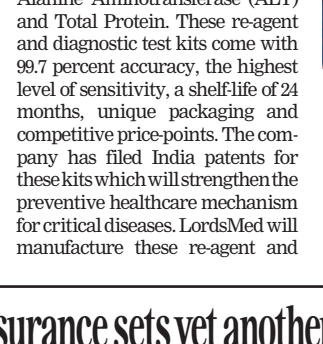 Alanine Aminotransferase (ALT)
and Total Protein. These re-agent
and diagnostic test kits come with
99.7 percent accuracy, the highest
level of sensitivity, a shelf-life of 24
months, unique packaging and
competitive price-points. The com-
pany has filed India patents for
these kits which will strengthen the
preventive healthcare mechanism
for critical diseases. LordsMed will
manufacture these re-agent and
surance sets yet another